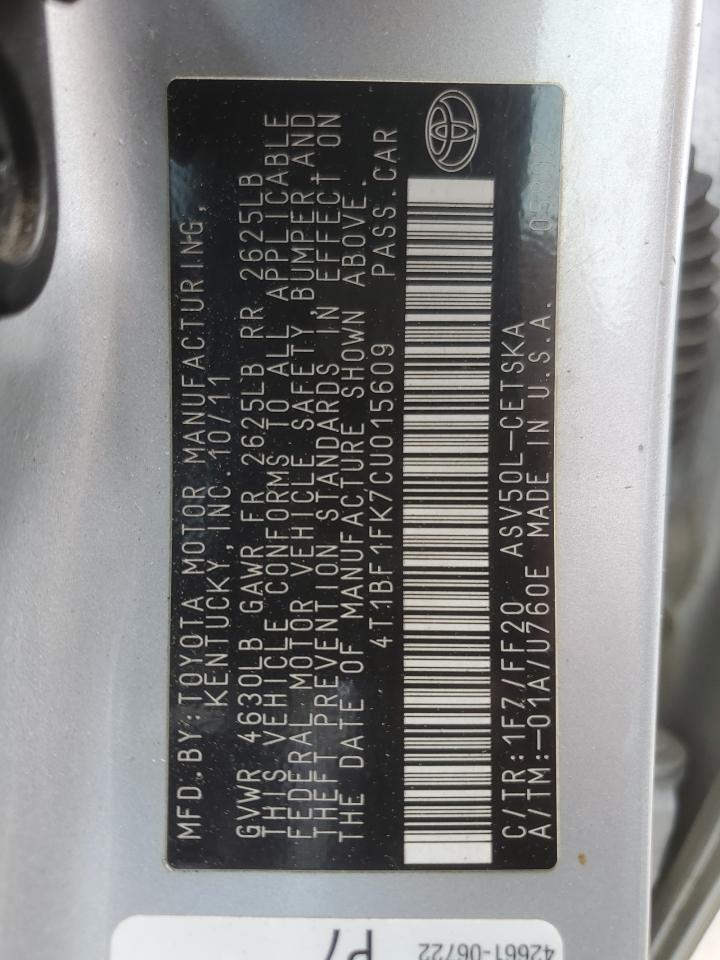 MFD.BY:TOYOTA MOTOR MANUFACTURING,
KENTUCKY, INC. 10/11
GVWR 4630LB GAWR FR 2625LB RR 2625LB
THIS VEHICLE CONFORMS TO ALL APPLICABLE
FEDERAL MOTOR VEHICLE SAFETY, BUMPER, AND
THEFT PREVENTION STANDARDS IN EFFECT ON
THE DATE OF MANUFACTURE SHOWN ABOVE.
4T1BF1FK7CU015609 PASS.CAR
C/TR:1F7/FF20 ASV50L-CETSKA
A/TM:-01A/U760E MADE IN U.S.A.
42661-06722